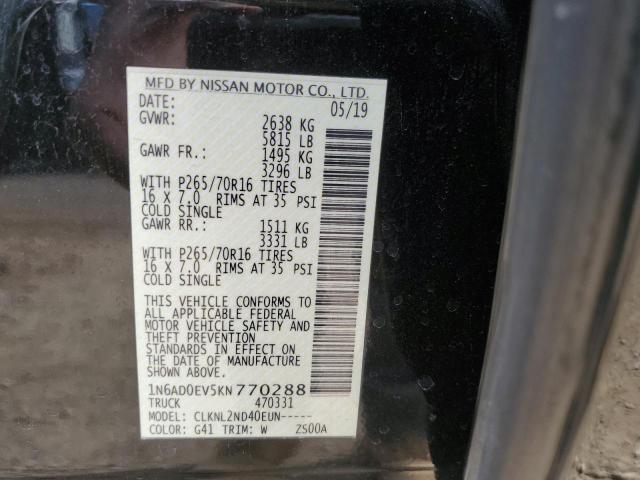 MFD BY NISSAN MOTOR CO., LTD.
DATE: 05/19
GVWR: 2638 KG
5815 LB
GAWR FR.: 1495 KG
3296 LB
WITH P265/70R16 TIRES
16 X 7.0 RIMS AT 35 PSI
COLD SINGLE
GAWR RR.: 1511 KG
3331 LB
WITH P265/70R16 TIRES
16 X 7.0 RIMS AT 35 PSI
COLD SINGLE
THIS VEHICLE CONFORMS TO
ALL APPLICABLE FEDERAL
MOTOR VEHICLE SAFETY AND
THEFT PREVENTION
STANDARDS IN EFFECT ON
THE DATE OF MANUFACTURE
SHOWN ABOVE.
1N6AD0EV5KN770288
TRUCK 470331
MODEL: CLKNL2ND40EUN-----
COLOR: G41 TRIM: W ZS00A